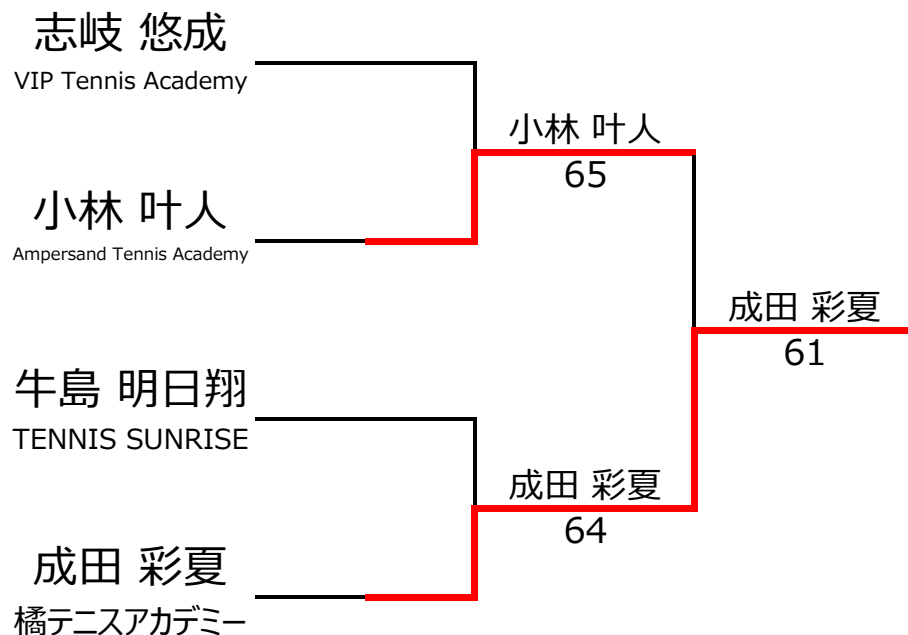 志岐 悠成
VIP Tennis Academy
小林 叶人
65
小林 叶人
Ampersand Tennis Academy
成田 彩夏
61
牛島 明日翔
TENNIS SUNRISE
成田 彩夏
64
成田 彩夏
橘テニスアカデミー